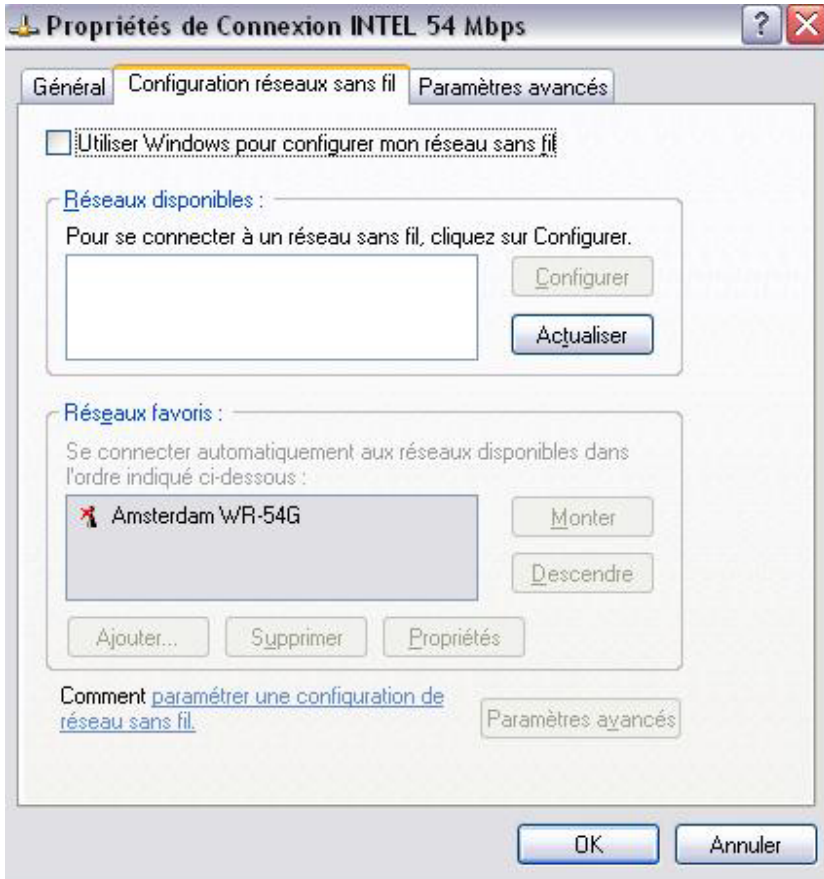 Propriétés de Connexion INTEL 54 Mbps
?
Général
Configuration réseaux sans fil
Paramètres avancés
Utiliser Windows pour configurer mon réseau sans fil
Réseaux disponibles :
Pour se connecter à un réseau sans fil, cliquez sur Configurer.
Configurer
Actualiser
Réseaux favoris :
Se connecter automatiquement aux réseaux disponibles dans
l'ordre indiqué ci-dessous :
Amsterdam WR-54G
Monter
Descendre
Ajouter...
Supprimer
Propriétés
Comment paramétrer une configuration de
réseau sans fil.
Paramètres avancés
OK
Annuler